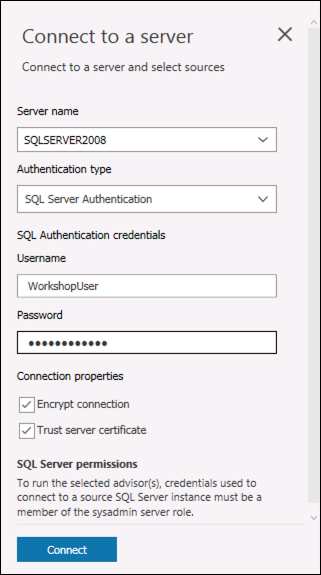 Connect to a server
Connect to a server and select sources
Server name
SQLSERVER2008
Authentication type
SQL Server Authentication
SQL Authentication credentials
Username
WorkshopUser
Password
●●●●●●●●●●●●
Connection properties
Encrypt connection
Trust server certificate
SQL Server permissions
To run the selected advisor(s), credentials used to
connect to a source SQL Server instance must be a
member of the sysadmin server role.
Connect